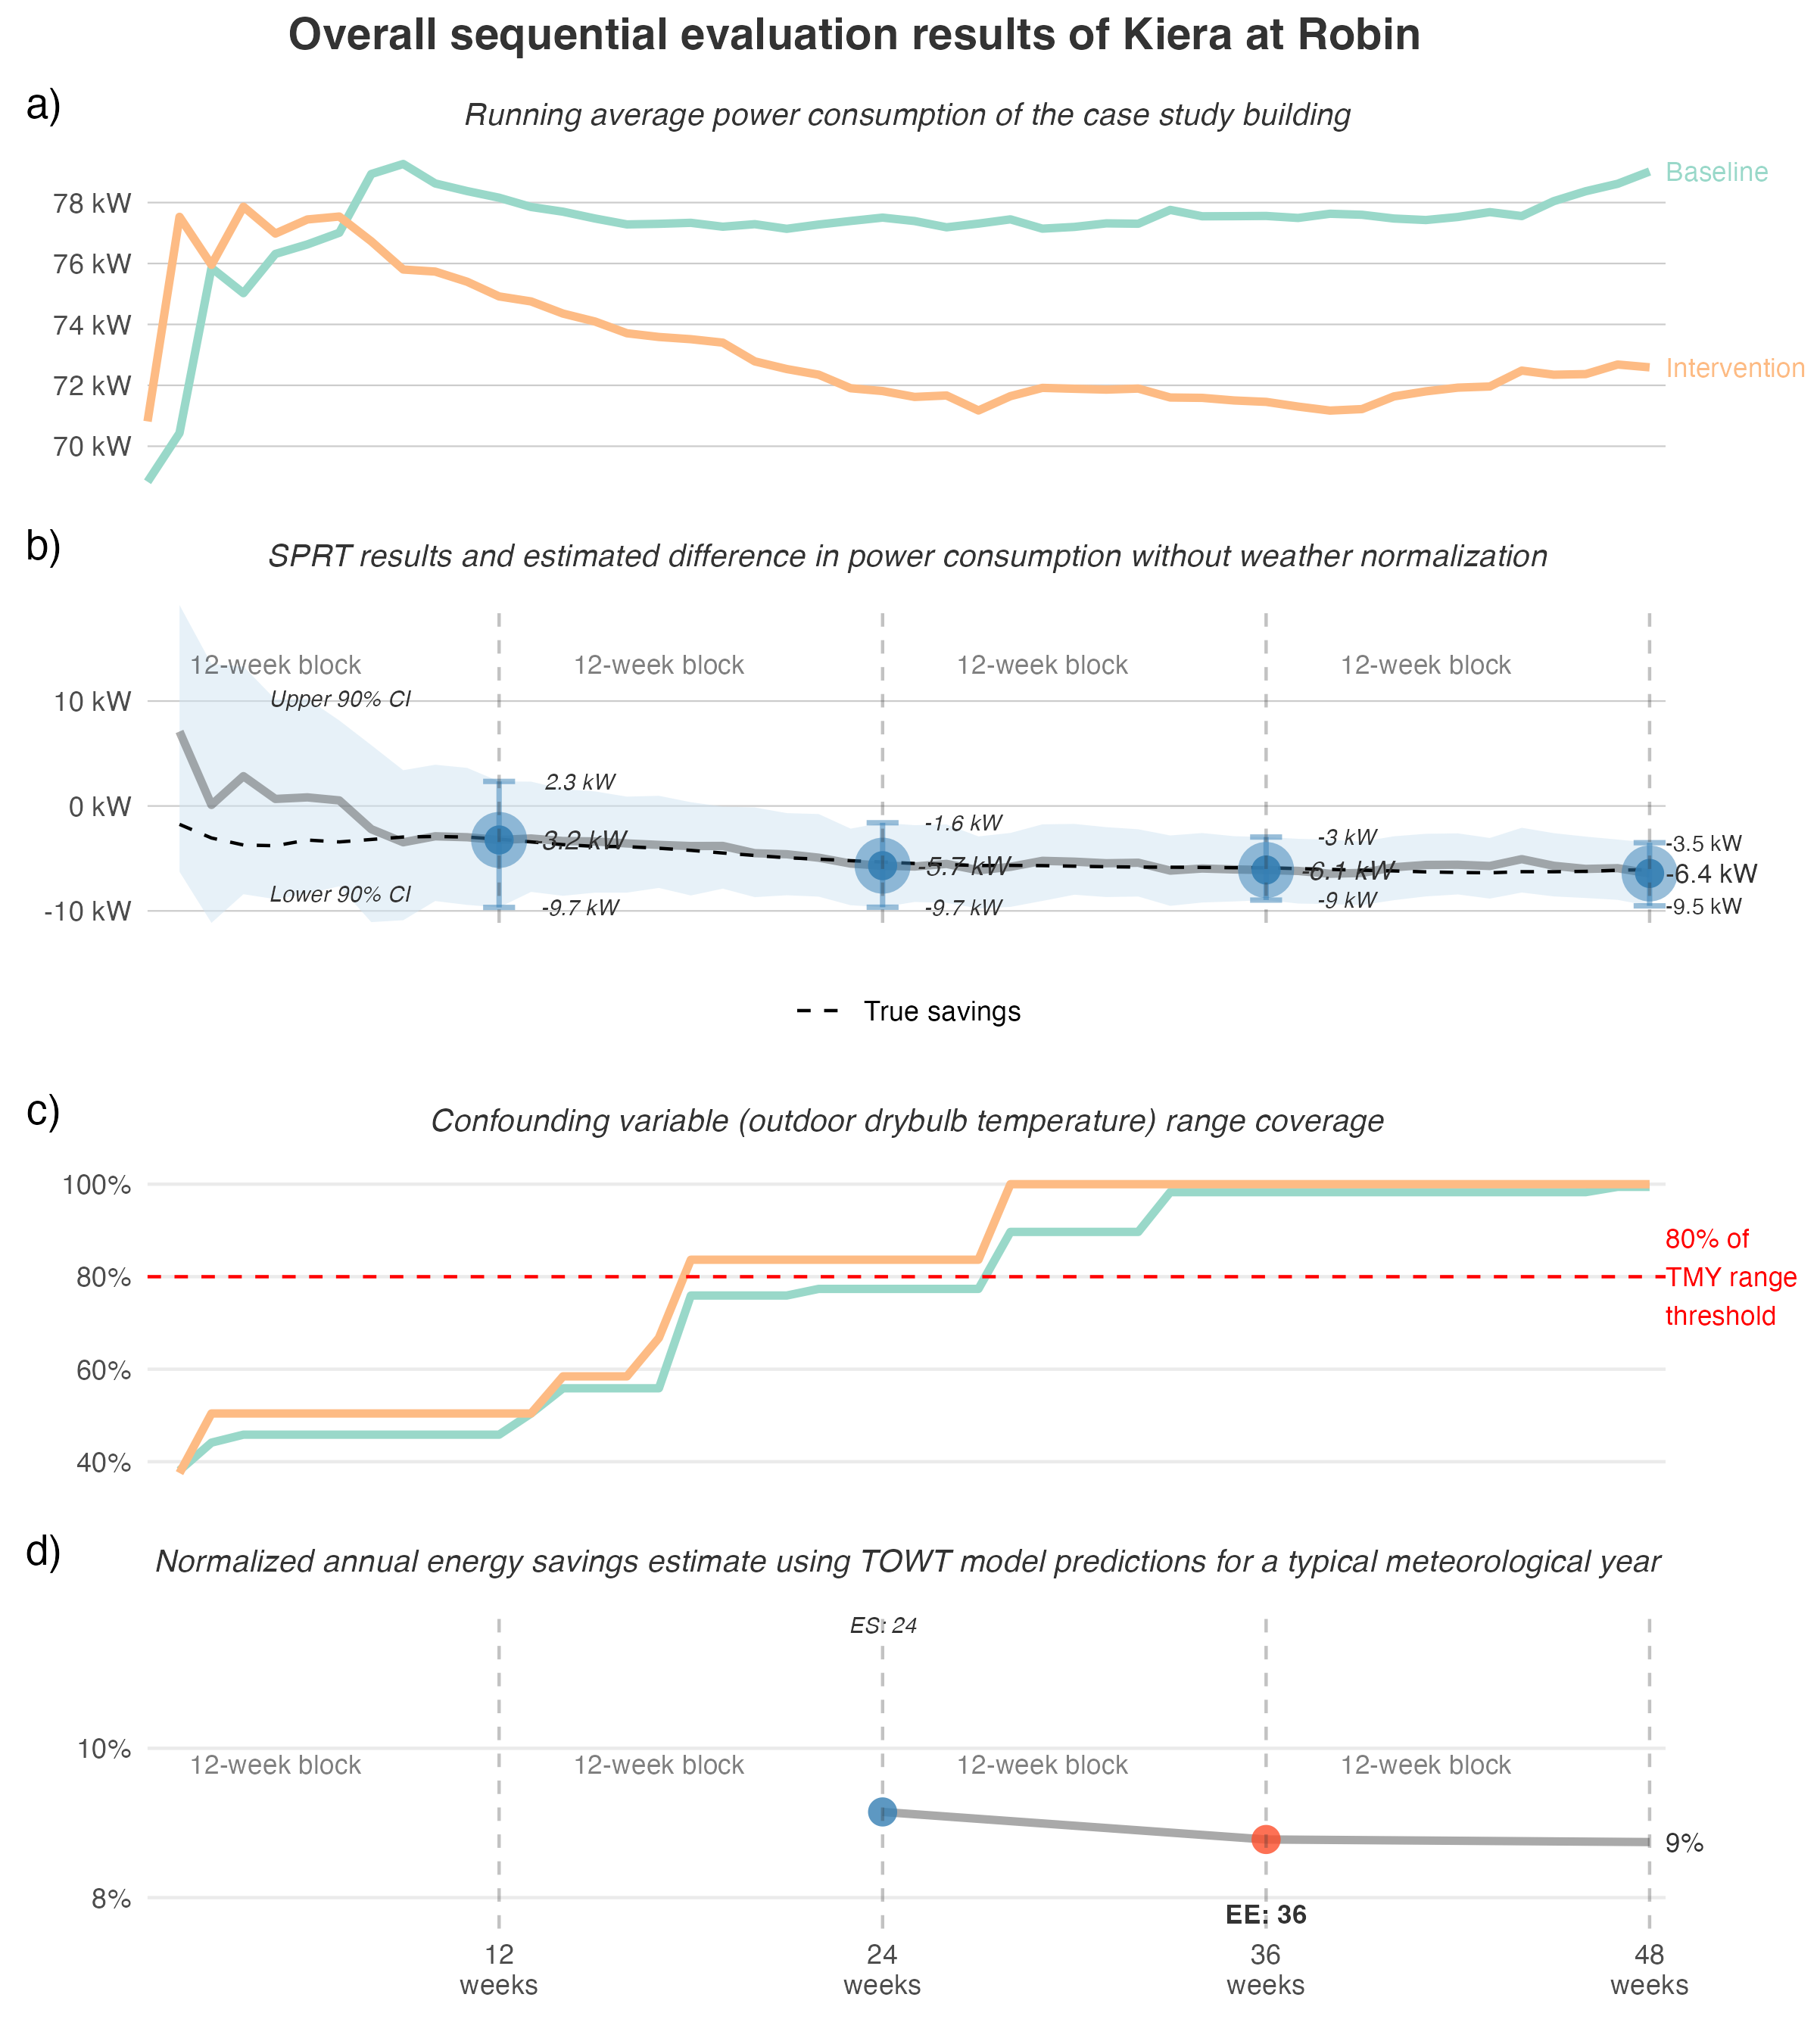 Overall sequential evaluation results of Kiera at Robin
a)
Running average power consumption of the case study building
78 kW
76 kW
74 kW
72 kW
70 kW
Baseline
Intervention
b)
SPRT results and estimated difference in power consumption without weather normalization
12-week block
12-week block
12-week block
12-week block
10 kW
0 kW
-10 kW
Upper 90% CI
Lower 90% CI
2.3 kW
-3.2 kW
-9.7 kW
-1.6 kW
-5.7 kW
-9.7 kW
-3 kW
-6.1 kW
-9 kW
-3.5 kW
-6.4 kW
-9.5 kW
True savings
c)
Confounding variable (outdoor drybulb temperature) range coverage
100%
80%
60%
40%
80% of
TMY range
threshold
d)
Normalized annual energy savings estimate using TOWT model predictions for a typical meteorological year
ES: 24
10%
8%
12-week block
12-week block
12-week block
12-week block
9%
EE: 36
12
weeks
24
weeks
36
weeks
48
weeks